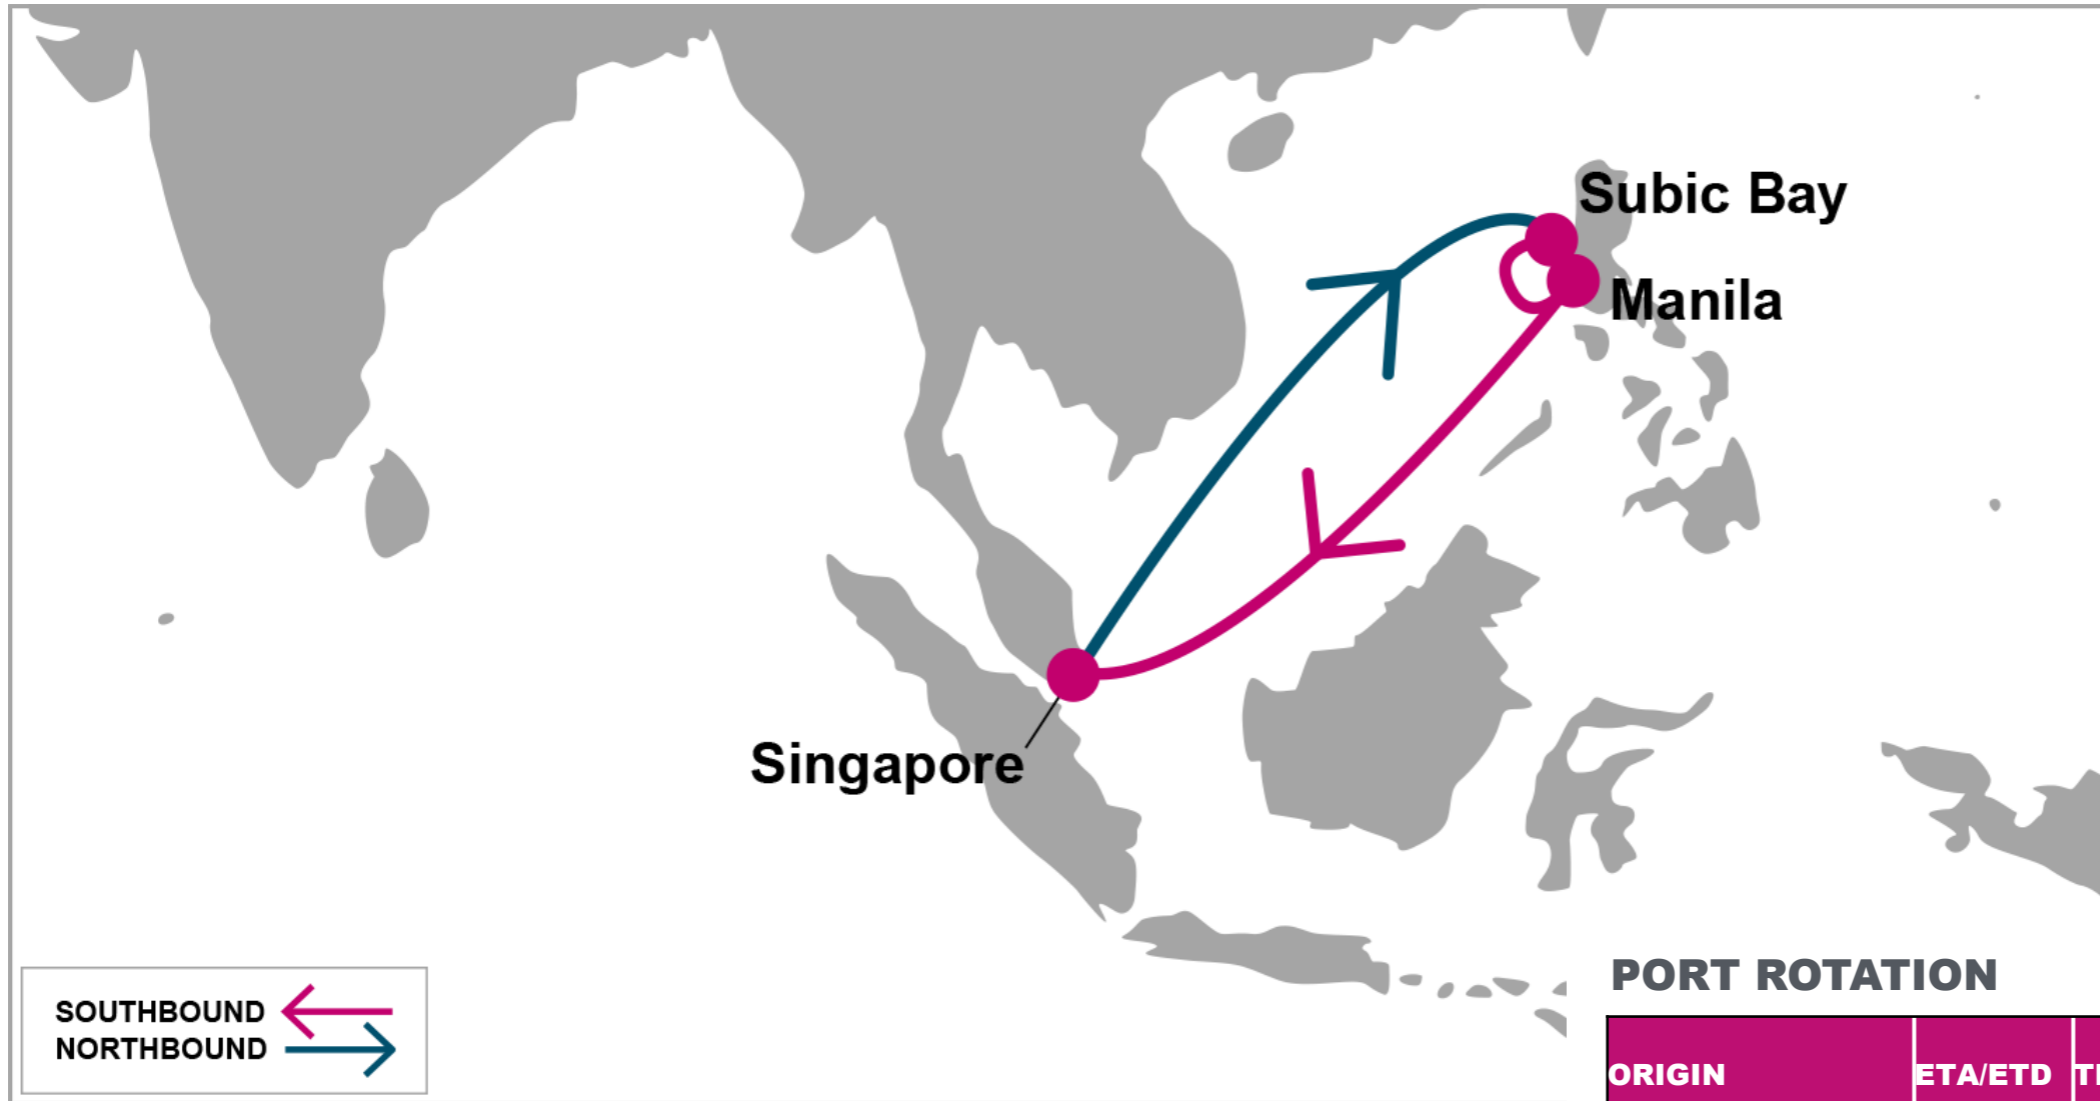 Subic Bay
Manila
Singapore
SOUTHBOUND
NORTHBOUND
PORT ROTATION
ORIGIN ETA/ETD